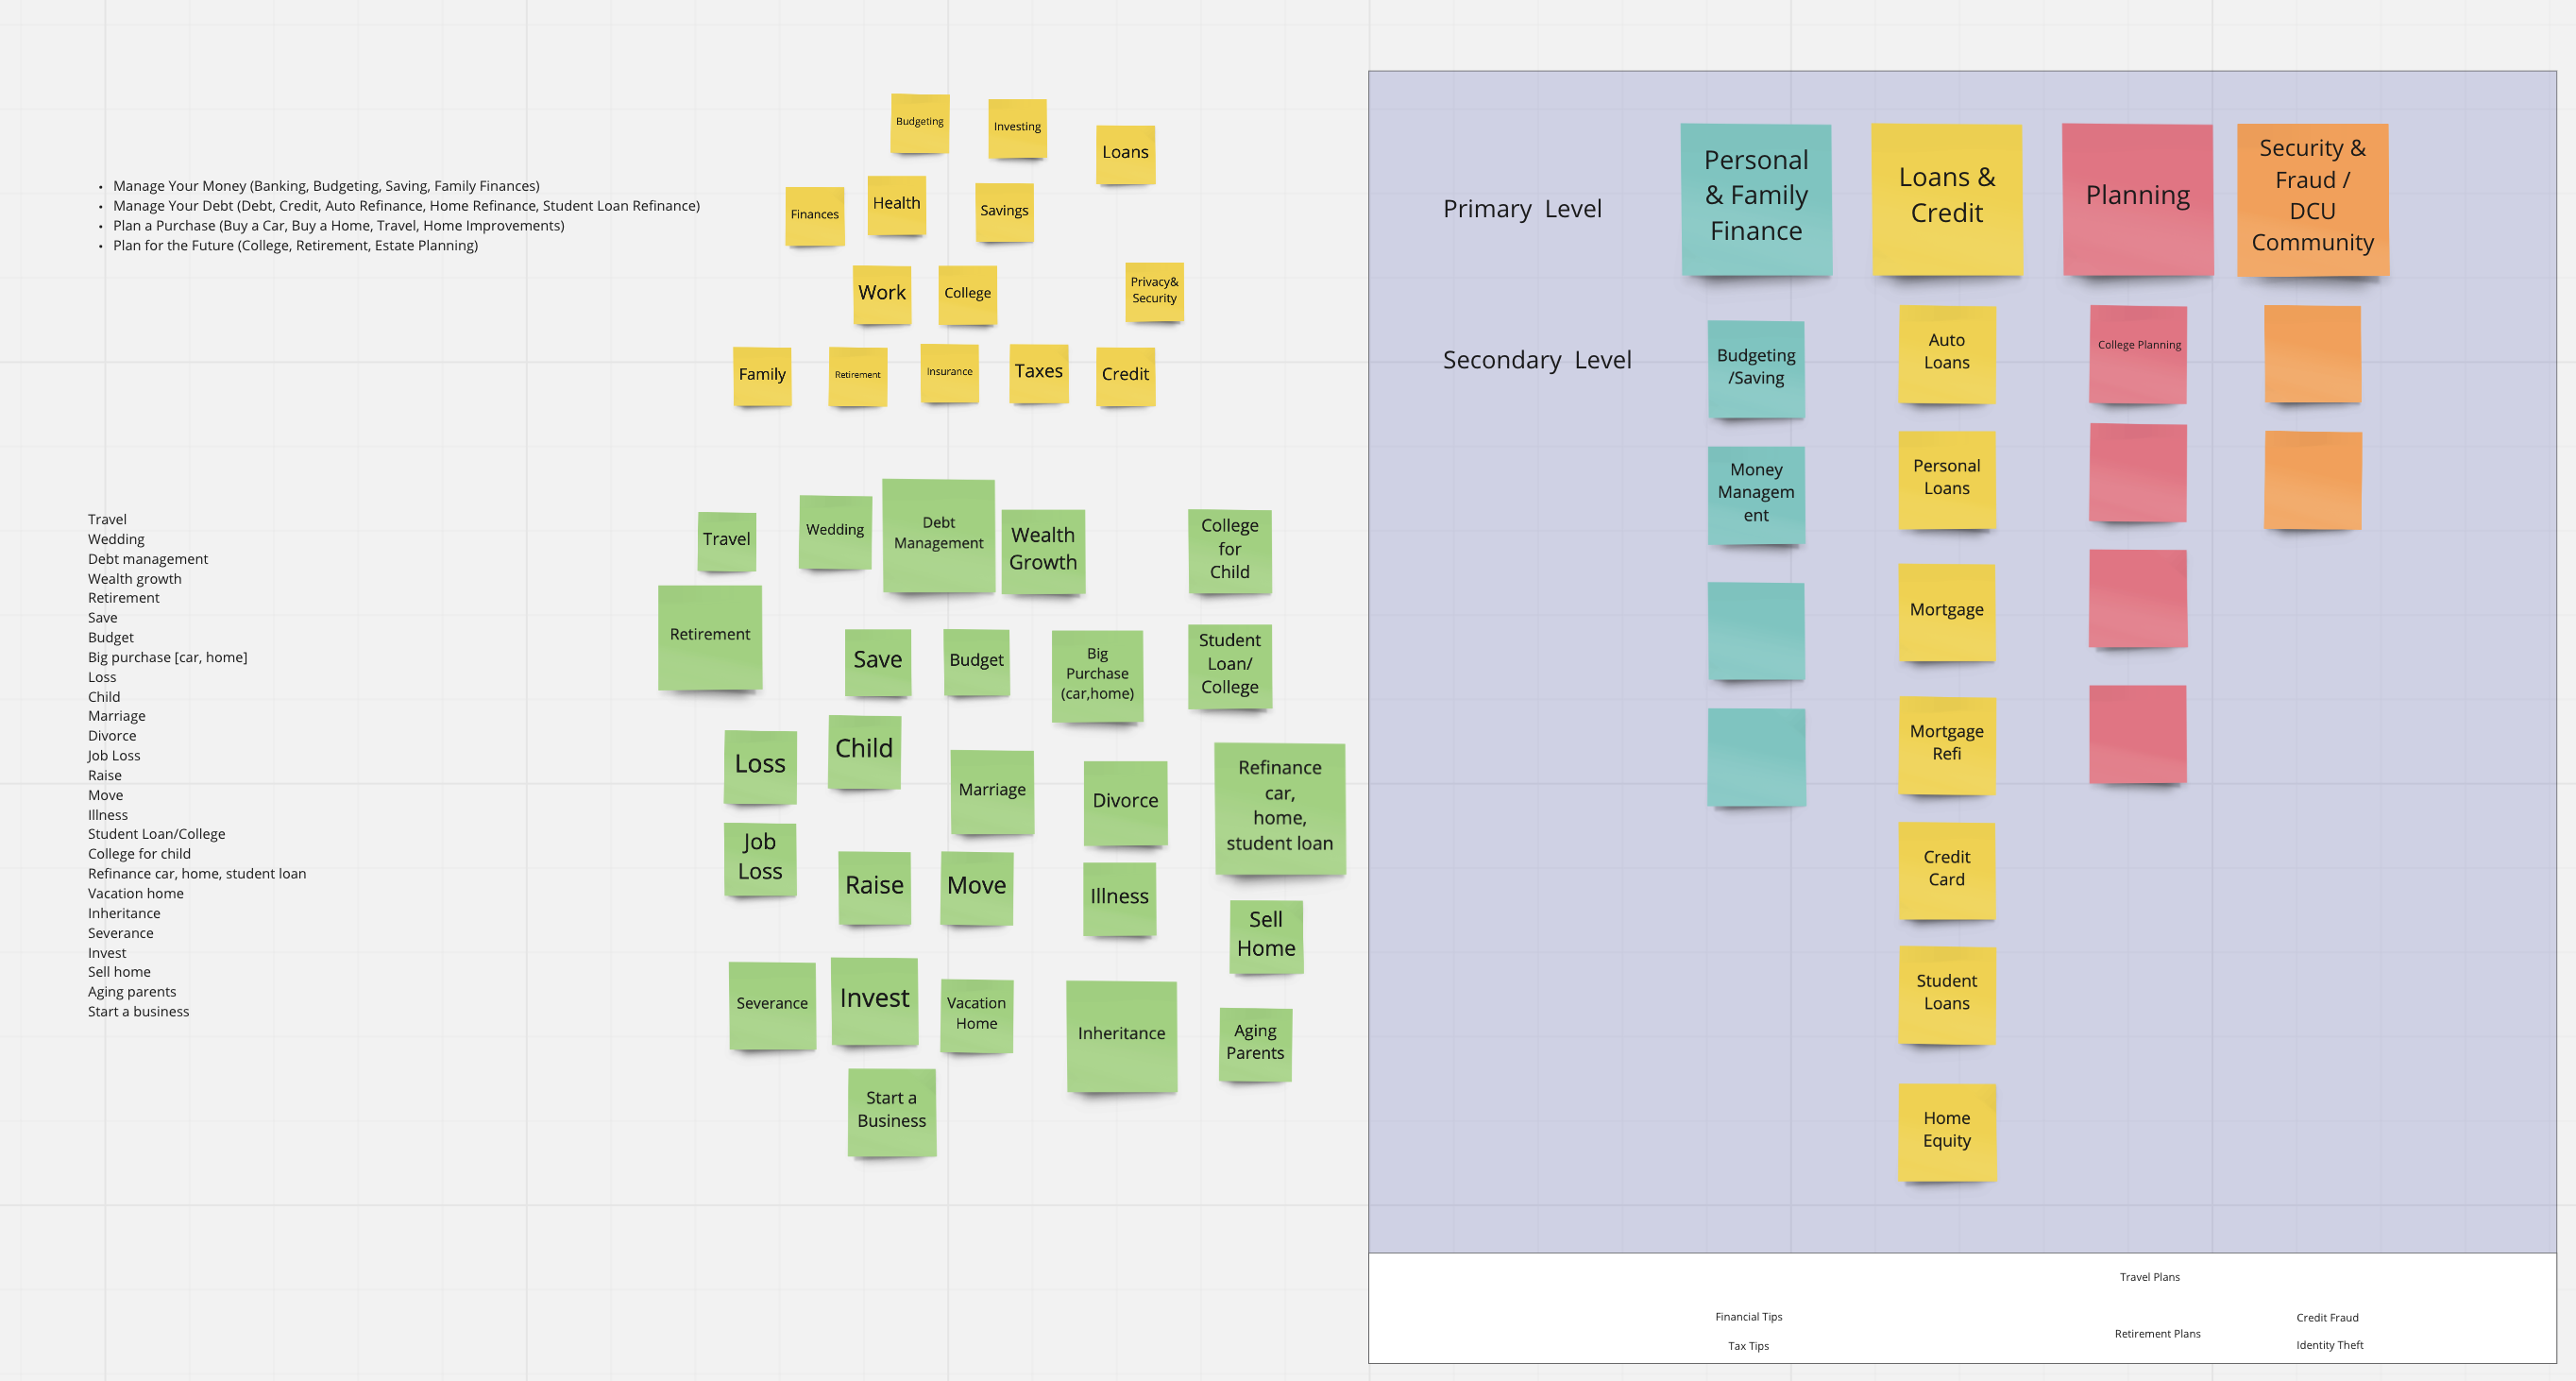 • Manage Your Money (Banking, Budgeting, Saving, Family Finances)
• Manage Your Debt (Debt, Credit, Auto Refinance, Home Refinance, Student Loan Refinance)
• Plan a Purchase (Buy a Car, Buy a Home, Travel, Home Improvements)
• Plan for the Future (College, Retirement, Estate Planning)
Budgeting
Investing
Loans
Finances
Health
Savings
Work
College
Privacy&
Security
Family
Retirement
Insurance
Taxes
Credit
Travel
Wedding
Debt management
Wealth growth
Retirement
Save
Budget
Big purchase [car, home]
Loss
Child
Marriage
Divorce
Job Loss
Raise
Move
Illness
Student Loan/College
College for child
Refinance car, home, student loan
Vacation home
Inheritance
Severance
Invest
Sell home
Aging parents
Start a business
Travel
Wedding
Debt
Management
Wealth
Growth
College
for
Child
Retirement
Save
Budget
Big
Purchase
(car,home)
Student
Loan/
College
Loss
Child
Marriage
Divorce
Refinance
car,
home,
student loan
Job
Loss
Raise
Move
Illness
Sell
Home
Severance
Invest
Vacation
Home
Inheritance
Aging
Parents
Start a
Business
Primary Level
Personal
& Family
Finance
Loans &
Credit
Planning
Security &
Fraud /
DCU
Community
Secondary Level
Budgeting
/Saving
Money
Managem
ent
Auto
Loans
Personal
Loans
Mortgage
Mortgage
Refi
Credit
Card
Student
Loans
Home
Equity
College Planning
Travel Plans
Financial Tips
Credit Fraud
Retirement Plans
Tax Tips
Identity Theft